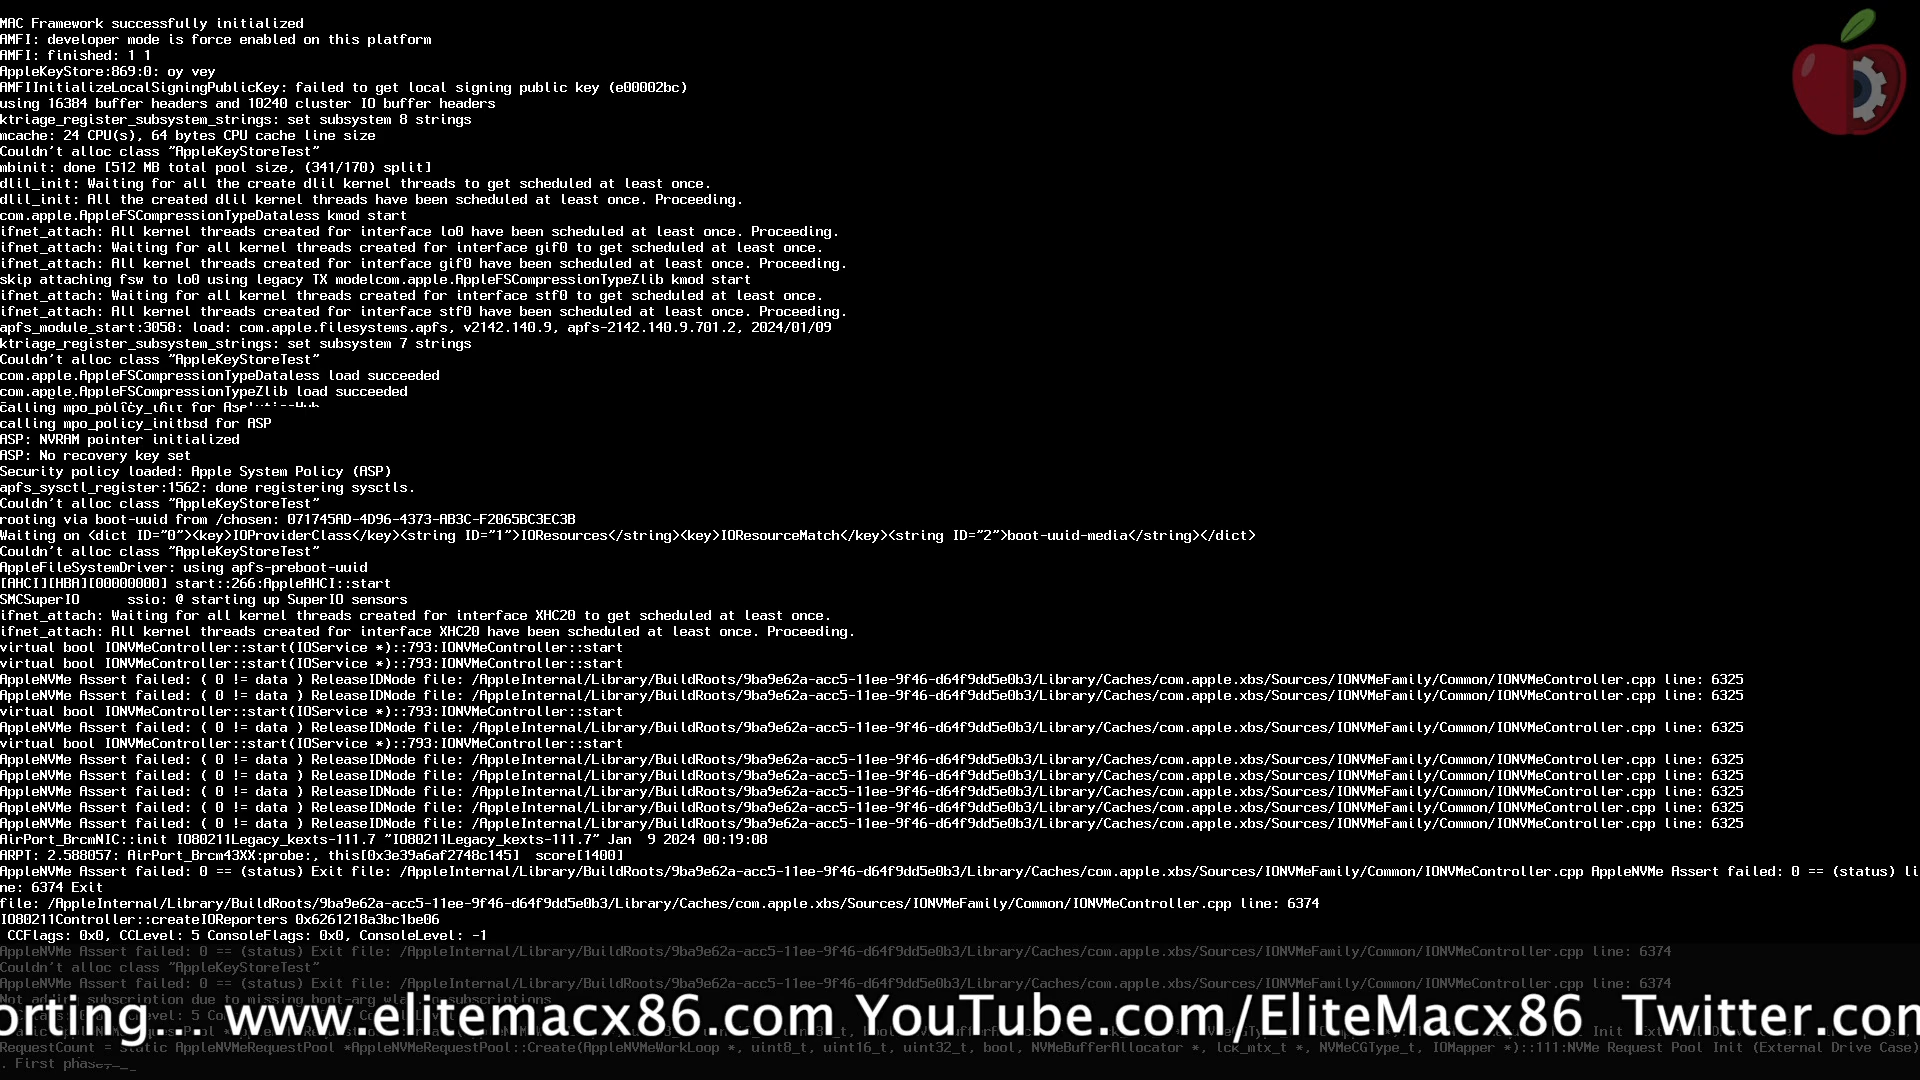 MAC Framework successfully initialized
AMFI: developer mode is force enabled on this platform
AMFI: finished: 1 1
AppleKeyStore:869:0: oy vey
AMFIInitializeLocalSigningPublicKey: failed to get local signing public key (e00002bc)
using 16384 buffer headers and 10240 cluster IO buffer headers
ktriage_register_subsystem_strings: set subsystem 8 strings
mcache: 24 CPU(s), 64 bytes CPU cache line size
Couldn't alloc class "AppleKeyStoreTest"
mbinit: done [512 MB total pool size, (341/170) split]
dlil_init: Waiting for all the create dlil kernel threads to get scheduled at least once.
dlil_init: All the created dlil kernel threads have been scheduled at least once. Proceeding.
com.apple.AppleFSCompressionTypeDataless kmod start
ifnet_attach: All kernel threads created for interface lo0 have been scheduled at least once. Proceeding.
ifnet_attach: Waiting for all kernel threads created for interface gif0 to get scheduled at least once.
ifnet_attach: All kernel threads created for interface gif0 have been scheduled at least once. Proceeding.
skip attaching fsw to lo0 using legacy TX modelcom.apple.AppleFSCompressionTypeZlib kmod start
ifnet_attach: Waiting for all kernel threads created for interface stf0 to get scheduled at least once.
ifnet_attach: All kernel threads created for interface stf0 have been scheduled at least once. Proceeding.
apfs_module_start:3058: load: com.apple.filesystems.apfs, v2142.140.9, apfs-2142.140.9.701.2, 2024/01/09
ktriage_register_subsystem_strings: set subsystem 7 strings
Couldn't alloc class "AppleKeyStoreTest"
com.apple.AppleFSCompressionTypeDataless load succeeded
com.apple.AppleFSCompressionTypeZlib load succeeded
calling for
calling mpo_policy_initbsd for ASP
ASP: NVRAM pointer initialized
ASP: No recovery key set
Security policy loaded: Apple System Policy (ASP)
apfs_sysctl_register:1562: done registering sysctls.
Couldn't alloc class "AppleKeyStoreTest"
rooting via boot-uuid from /chosen: 071745AD-4D96-4373-AB3C-F2065BC3EC3B
Waiting on <dict ID="0"><key>IOProviderClass</key><string ID="1">IOResources</string><key>IOResourceMatch</key><string ID="2">boot-uuid-media</string></dict>
Couldn't alloc class "AppleKeyStoreTest"
AppleFileSystemDriver: using apfs-preboot-uuid
[AHCI][HBA][00000000] start::266:AppleAHCI::start
SMCSuperIO      ssio: @ starting up SuperIO sensors
ifnet_attach: Waiting for all kernel threads created for interface XHC20 to get scheduled at least once.
ifnet_attach: All kernel threads created for interface XHC20 have been scheduled at least once. Proceeding.
virtual bool IONVMeController::start(IOService *)::793:IONVMeController::start
virtual bool IONVMeController::start(IOService *)::793:IONVMeController::start
AppleNVMe Assert failed: ( 0 != data ) ReleaseIDNode file: /AppleInternal/Library/BuildRoots/9ba9e62a-acc5-11ee-9f46-d64f9dd5e0b3/Library/Caches/com.apple.xbs/Sources/IONVMeFamily/Common/IONVMeController.cpp line: 6325
AppleNVMe Assert failed: ( 0 != data ) ReleaseIDNode file: /AppleInternal/Library/BuildRoots/9ba9e62a-acc5-11ee-9f46-d64f9dd5e0b3/Library/Caches/com.apple.xbs/Sources/IONVMeFamily/Common/IONVMeController.cpp line: 6325
virtual bool IONVMeController::start(IOService *)::793:IONVMeController::start
AppleNVMe Assert failed: ( 0 != data ) ReleaseIDNode file: /AppleInternal/Library/BuildRoots/9ba9e62a-acc5-11ee-9f46-d64f9dd5e0b3/Library/Caches/com.apple.xbs/Sources/IONVMeFamily/Common/IONVMeController.cpp line: 6325
virtual bool IONVMeController::start(IOService *)::793:IONVMeController::start
AppleNVMe Assert failed: ( 0 != data ) ReleaseIDNode file: /AppleInternal/Library/BuildRoots/9ba9e62a-acc5-11ee-9f46-d64f9dd5e0b3/Library/Caches/com.apple.xbs/Sources/IONVMeFamily/Common/IONVMeController.cpp line: 6325
AppleNVMe Assert failed: ( 0 != data ) ReleaseIDNode file: /AppleInternal/Library/BuildRoots/9ba9e62a-acc5-11ee-9f46-d64f9dd5e0b3/Library/Caches/com.apple.xbs/Sources/IONVMeFamily/Common/IONVMeController.cpp line: 6325
AppleNVMe Assert failed: ( 0 != data ) ReleaseIDNode file: /AppleInternal/Library/BuildRoots/9ba9e62a-acc5-11ee-9f46-d64f9dd5e0b3/Library/Caches/com.apple.xbs/Sources/IONVMeFamily/Common/IONVMeController.cpp line: 6325
AppleNVMe Assert failed: ( 0 != data ) ReleaseIDNode file: /AppleInternal/Library/BuildRoots/9ba9e62a-acc5-11ee-9f46-d64f9dd5e0b3/Library/Caches/com.apple.xbs/Sources/IONVMeFamily/Common/IONVMeController.cpp line: 6325
AppleNVMe Assert failed: ( 0 != data ) ReleaseIDNode file: /AppleInternal/Library/BuildRoots/9ba9e62a-acc5-11ee-9f46-d64f9dd5e0b3/Library/Caches/com.apple.xbs/Sources/IONVMeFamily/Common/IONVMeController.cpp line: 6325
AirPort_BrcmNIC::init IO80211Legacy_kexts-111.7 "IO80211Legacy_kexts-111.7" Jan  9 2024 00:19:08
ARPT: 2.588057: AirPort_Brcm43XX:probe:, this[0x3e39a6af2748c145]  score[1400]
AppleNVMe Assert failed: 0 == (status) Exit file: /AppleInternal/Library/BuildRoots/9ba9e62a-acc5-11ee-9f46-d64f9dd5e0b3/Library/Caches/com.apple.xbs/Sources/IONVMeFamily/Common/IONVMeController.cpp AppleNVMe Assert failed: 0 == (status) li
ne: 6374 Exit
file: /AppleInternal/Library/BuildRoots/9ba9e62a-acc5-11ee-9f46-d64f9dd5e0b3/Library/Caches/com.apple.xbs/Sources/IONVMeFamily/Common/IONVMeController.cpp line: 6374
IO80211Controller::createIOReporters 0x6261218a3bc1be06
CCFlags: 0x0, CCLevel: 5 ConsoleFlags: 0x0, ConsoleLevel: -1
AppleNVMe Assert failed: 0 == (status) Exit file: /AppleInternal/Library/BuildRoots/9ba9e62a-acc5-11ee-9f46-d64f9dd5e0b3/Library/Caches/com.apple.xbs/Sources/IONVMeFamily/Common/IONVMeController.cpp line: 6374
Couldn't alloc class "AppleKeyStoreTest"
AppleNVMe Assert failed: 0 == (status) Exit file: /AppleInternal/Library/BuildRoots/9ba9e62a-acc5-11ee-9f46-d64f9dd5e0b3/Library/Caches/com.apple.xbs/Sources/IONVMeFamily/Common/IONVMeController.cpp line: 6374
Not adding subscription due to missing boot-arg
orting... www.elitemacx86.com YouTube.com/EliteMacx86 Twitter.com
RequestCount = static AppleNVMeRequestPool *AppleNVMeRequestPool::Create(AppleNVMeWorkLoop *, uint8_t, uint16_t, uint32_t, bool, NVMeBufferAllocator *, lck_mtx_t *, NVMeCGType_t, IOMapper *)::111:NVMe Request Pool Init (External Drive Case)
. First phase,